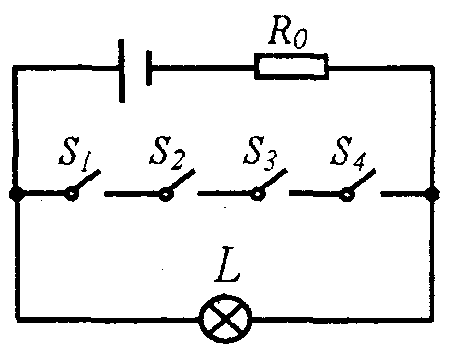 R₀
S₁ S₂ S₃ S₄
L